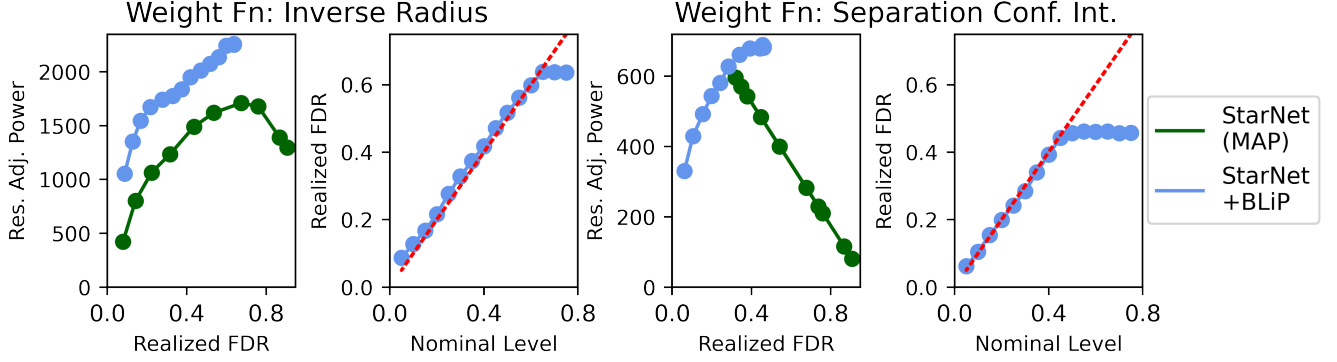 Weight Fn: Inverse Radius
Weight Fn: Separation Conf. Int.
Res. Adj. Power
2000
1500
1000
500
0
0.0 0.4 0.8
Realized FDR
Realized FDR
0.6
0.4
0.2
0.0
0.0 0.4 0.8
Nominal Level
Res. Adj. Power
600
400
200
0
0.0 0.4 0.8
Realized FDR
Realized FDR
0.6
0.4
0.2
0.0
0.0 0.4 0.8
Nominal Level
StarNet
(MAP)
StarNet
+BLiP